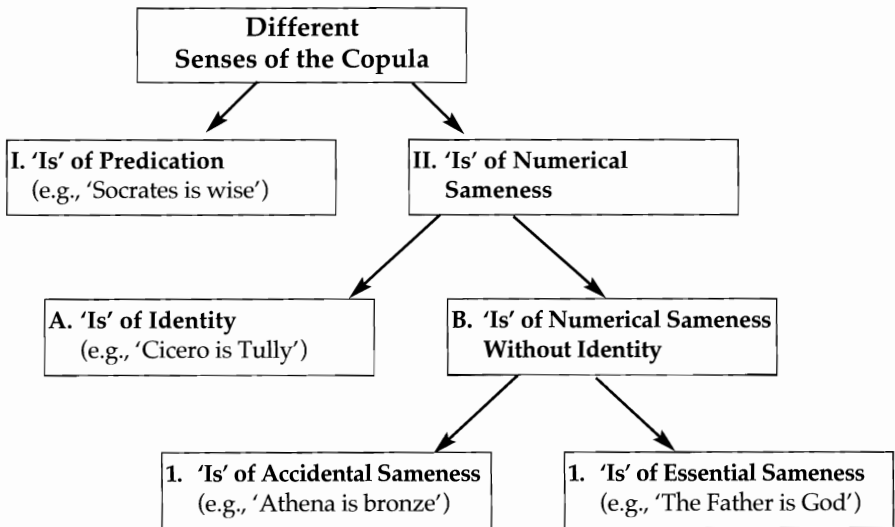 Different
Senses of the Copula
I. ‘Is’ of Predication
(e.g., ‘Socrates is wise’)
II. ‘Is’ of Numerical
Sameness
A. ‘Is’ of Identity
(e.g., ‘Cicero is Tully’)
B. ‘Is’ of Numerical Sameness
Without Identity
1. ‘Is’ of Accidental Sameness
(e.g., ‘Athena is bronze’)
1. ‘Is’ of Essential Sameness
(e.g., ‘The Father is God’)